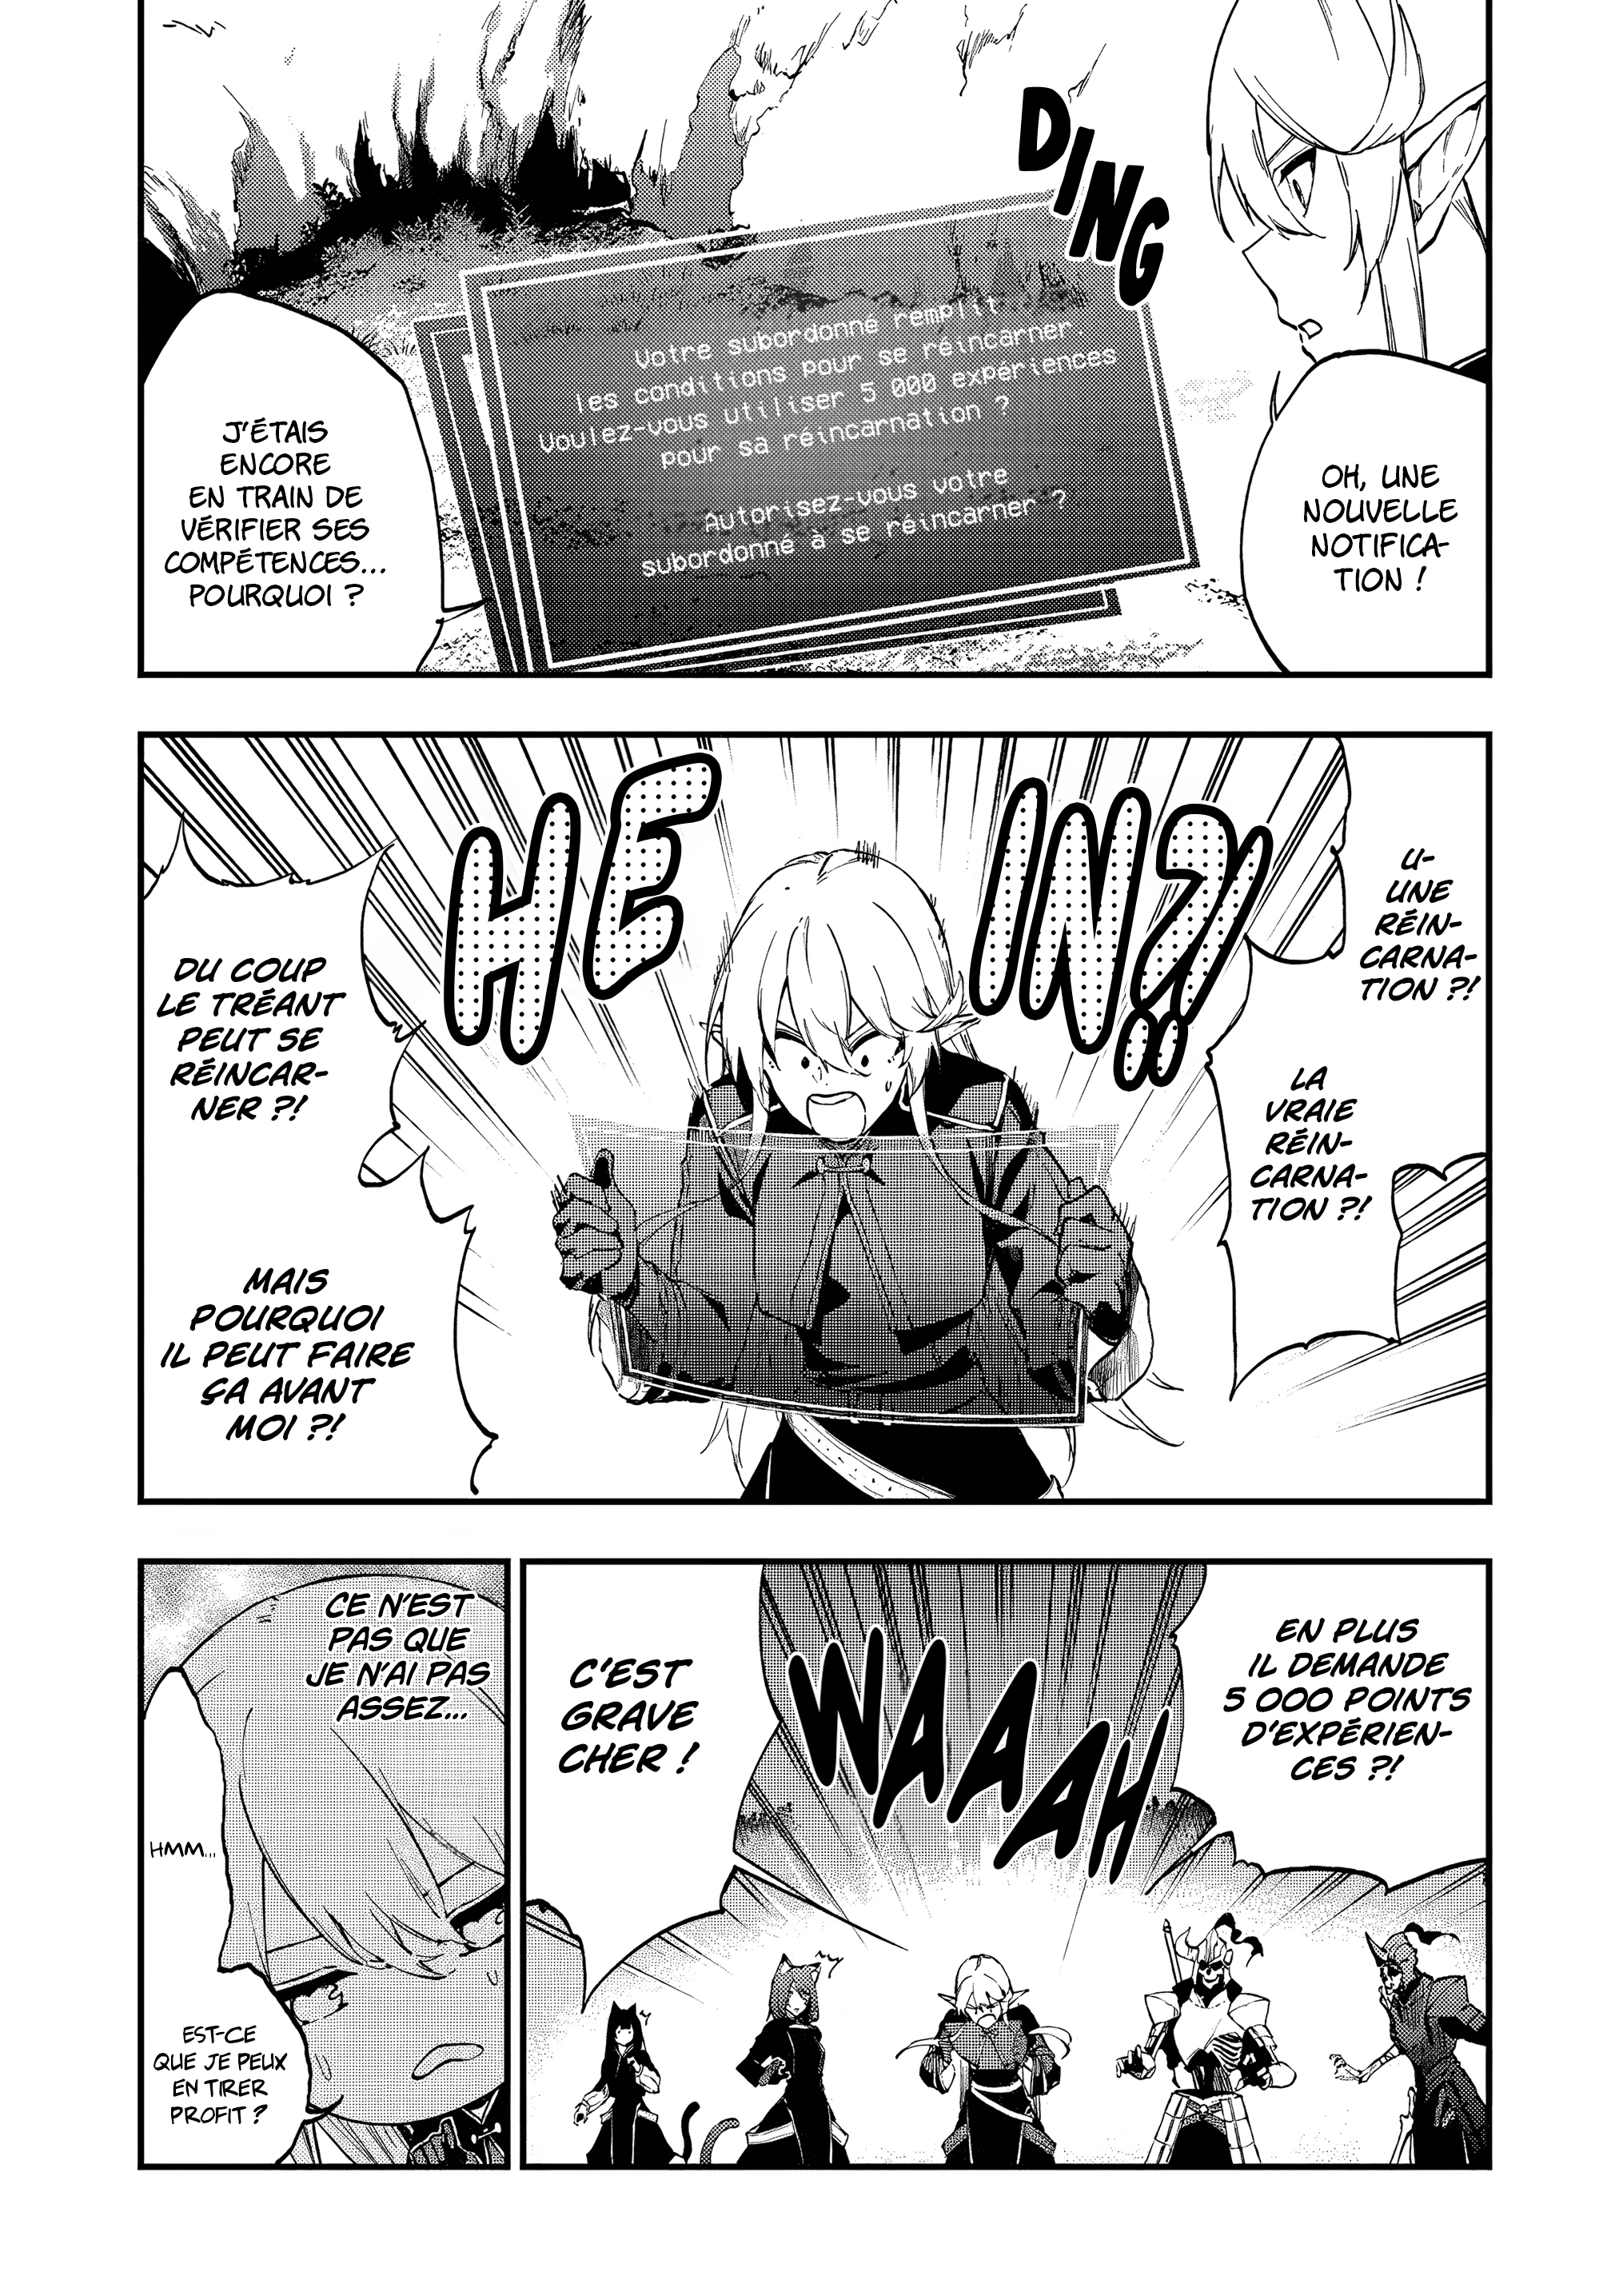 DING
OH, UNE
NOUVELLE
NOTIFICA-
TION !
Votre subordonné remplit
les conditions pour se réincarner.
Voulez-vous utiliser 5 000 expériences
pour sa réincarnation ?
Autorisez-vous votre
subordonné à se réincarner ?
J'ÉTAIS
ENCORE
EN TRAIN DE
VÉRIFIER SES
COMPÉTENCES...
POURQUOI ?
U-
UNE
RÉIN-
CARNA-
TION ?!
LA
VRAIE
RÉIN-
CARNA-
TION ?!
HEIN?!
DU COUP
LE TRÉANT
PEUT SE
RÉINCAR-
NER ?!
MAIS
POURQUOI
IL PEUT FAIRE
ÇA AVANT
MOI ?!
EN PLUS
IL DEMANDE
5 000 POINTS
D'EXPÉRIEN-
CES ?!
WAAAH
C'EST
GRAVE
CHER !
CE N'EST
PAS QUE
JE N'AI PAS
ASSEZ...
HMM...
EST-CE
QUE JE PEUX
EN TIRER
PROFIT ?